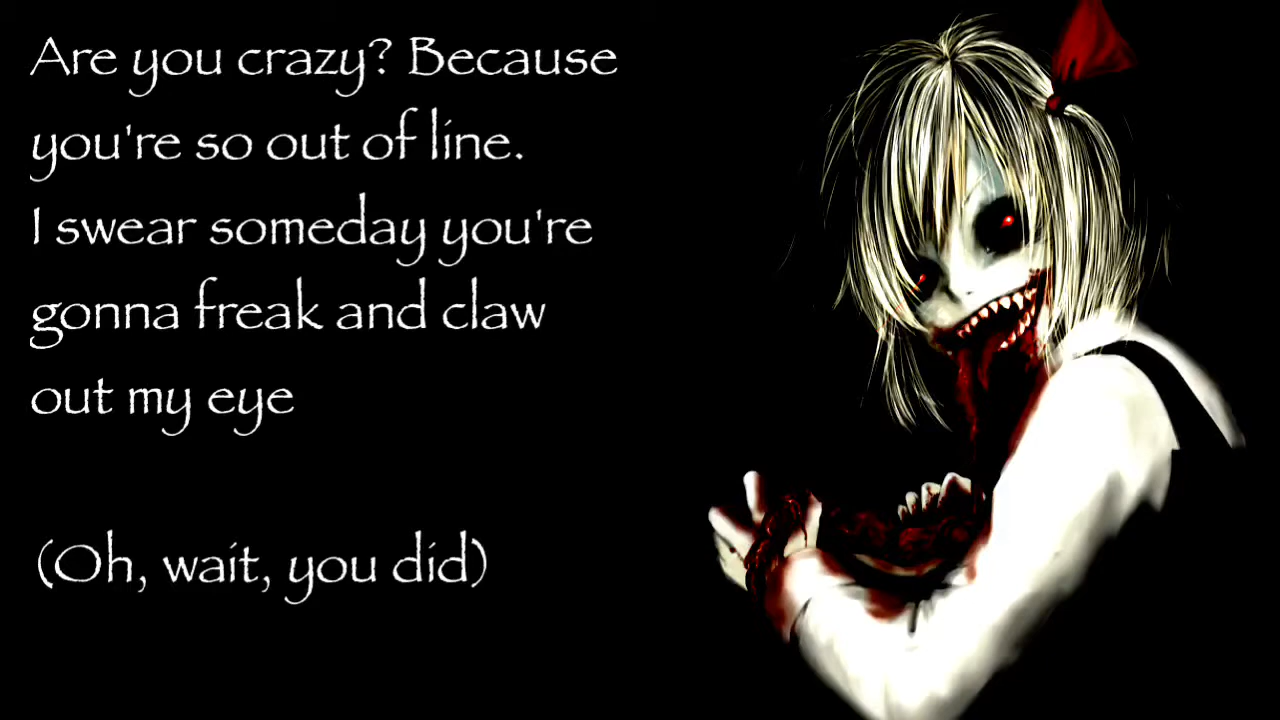 Are you crazy? Because
you're so out of line.
I swear someday you're
gonna freak and claw
out my eye
(Oh, wait, you did)